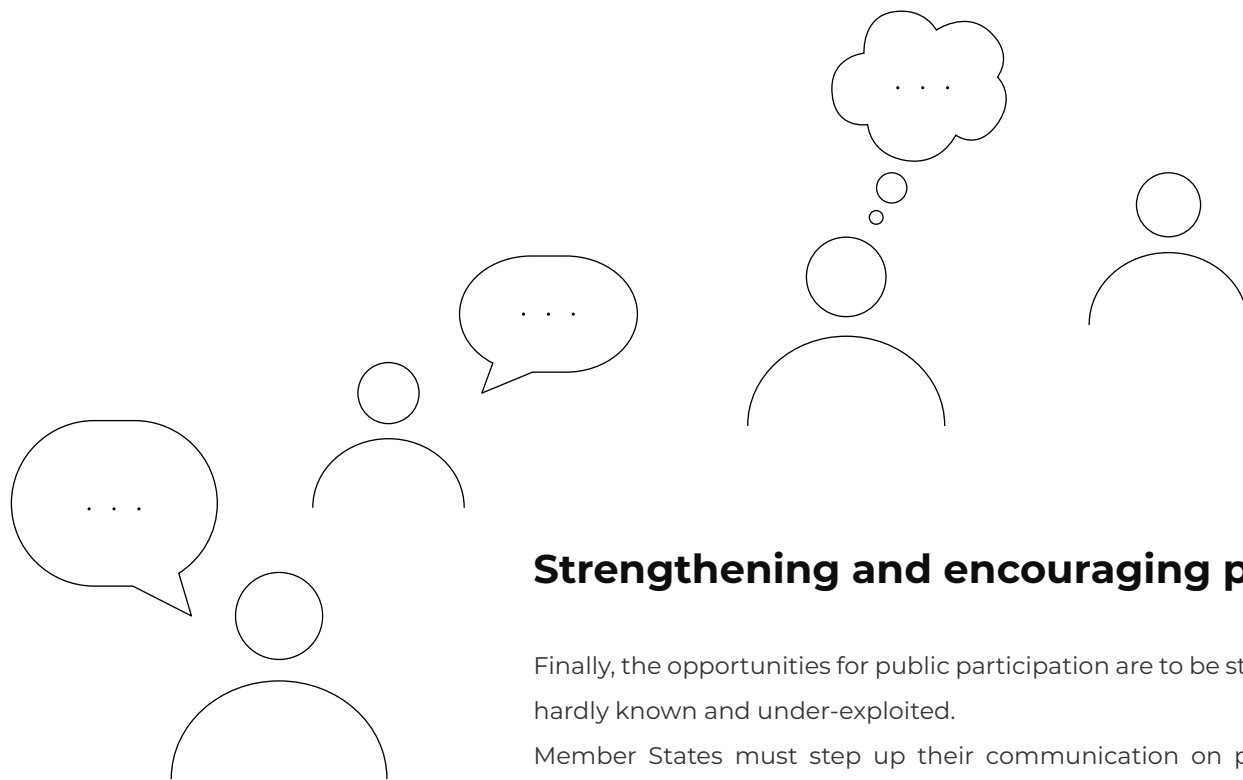 . . .
. . .
. . .
Strengthening and encouraging
Finally, the opportunities for public participation are to be
hardly known and under-exploited.
Member States must step up their communication on